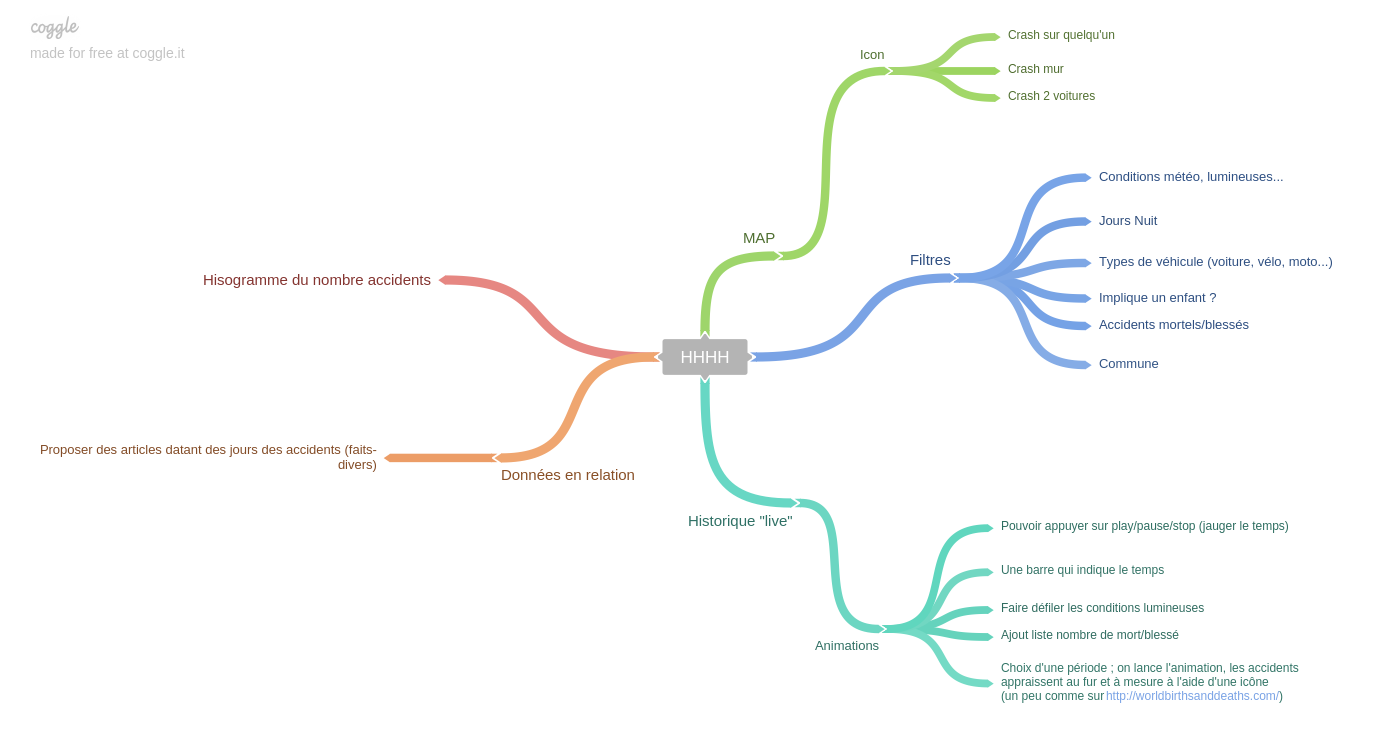 coggle
made for free at coggle.it
Icon
Crash sur quelqu'un
Crash mur
Crash 2 voitures
MAP
Filtres
Conditions météo, lumineuses...
Jours Nuit
Types de véhicule (voiture, vélo, moto...)
Implique un enfant ?
Accidents mortels/blessés
Commune
Hisogramme du nombre accidents
HHHH
Proposer des articles datant des jours des accidents (faits-
divers)
Données en relation
Historique "live"
Animations
Pouvoir appuyer sur play/pause/stop (jauger le temps)
Une barre qui indique le temps
Faire défiler les conditions lumineuses
Ajout liste nombre de mort/blessé
Choix d'une période ; on lance l'animation, les accidents
appraissent au fur et à mesure à l'aide d'une icône
(un peu comme sur http://worldbirthsanddeaths.com/)